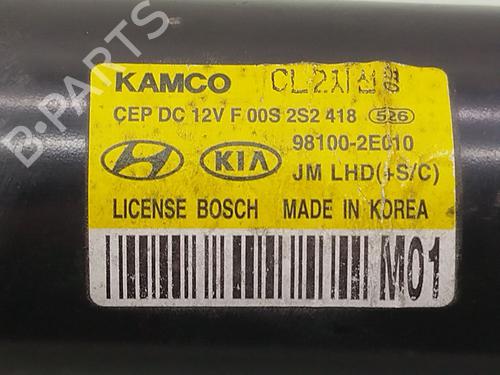 KAMCO
CEP DC 12V F 00S 2S2 418 526
98100-2E010
KIA
JM LHD(+S/C)
LICENSE BOSCH MADE IN KOREA
M01
B-PARTS
B-PARTS